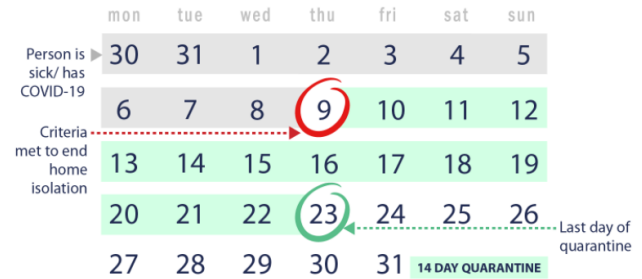 mon tue wed thu fri sat sun
Person is
sick/ has
COVID-19
30 31 1 2 3 4 5
6 7 8 9 10 11 12
Criteria
met to end
home
isolation
13 14 15 16 17 18 19
20 21 22 23 24 25 26
Last day of
quarantine
27 28 29 30 31 14 DAY QUARANTINE